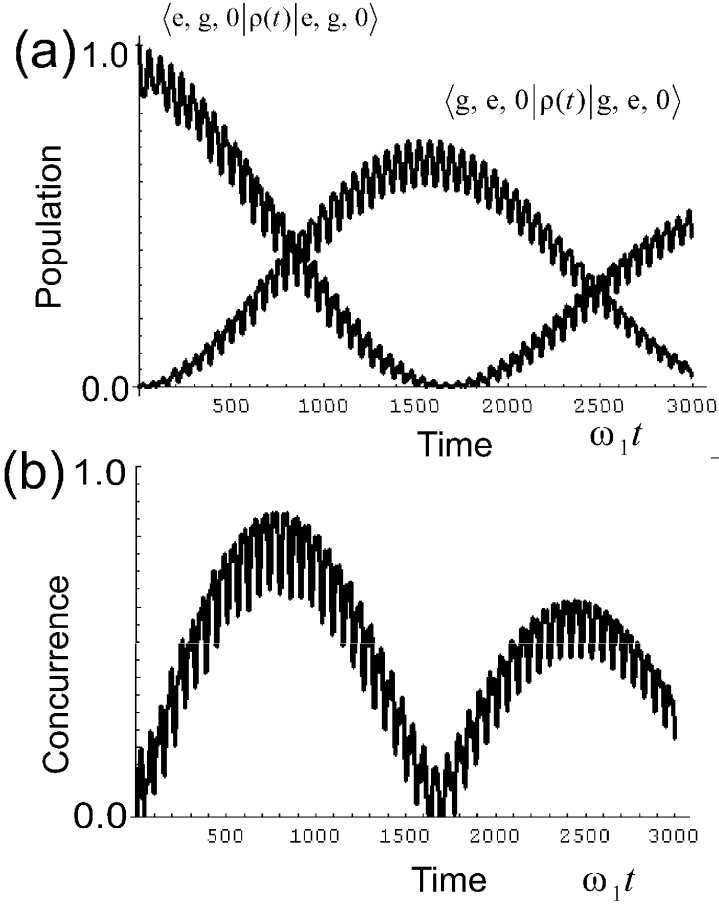 ⟨e, g, 0|ρ(t)|e, g, 0⟩
(a)
1.0
⟨g, e, 0|ρ(t)|g, e, 0⟩
Population
0.0
500 1000 1500 2000 2500 3000
Time ω₁t
(b)
1.0
Concurrence
0.0
500 1000 1500 2000 2500 3000
Time ω₁t